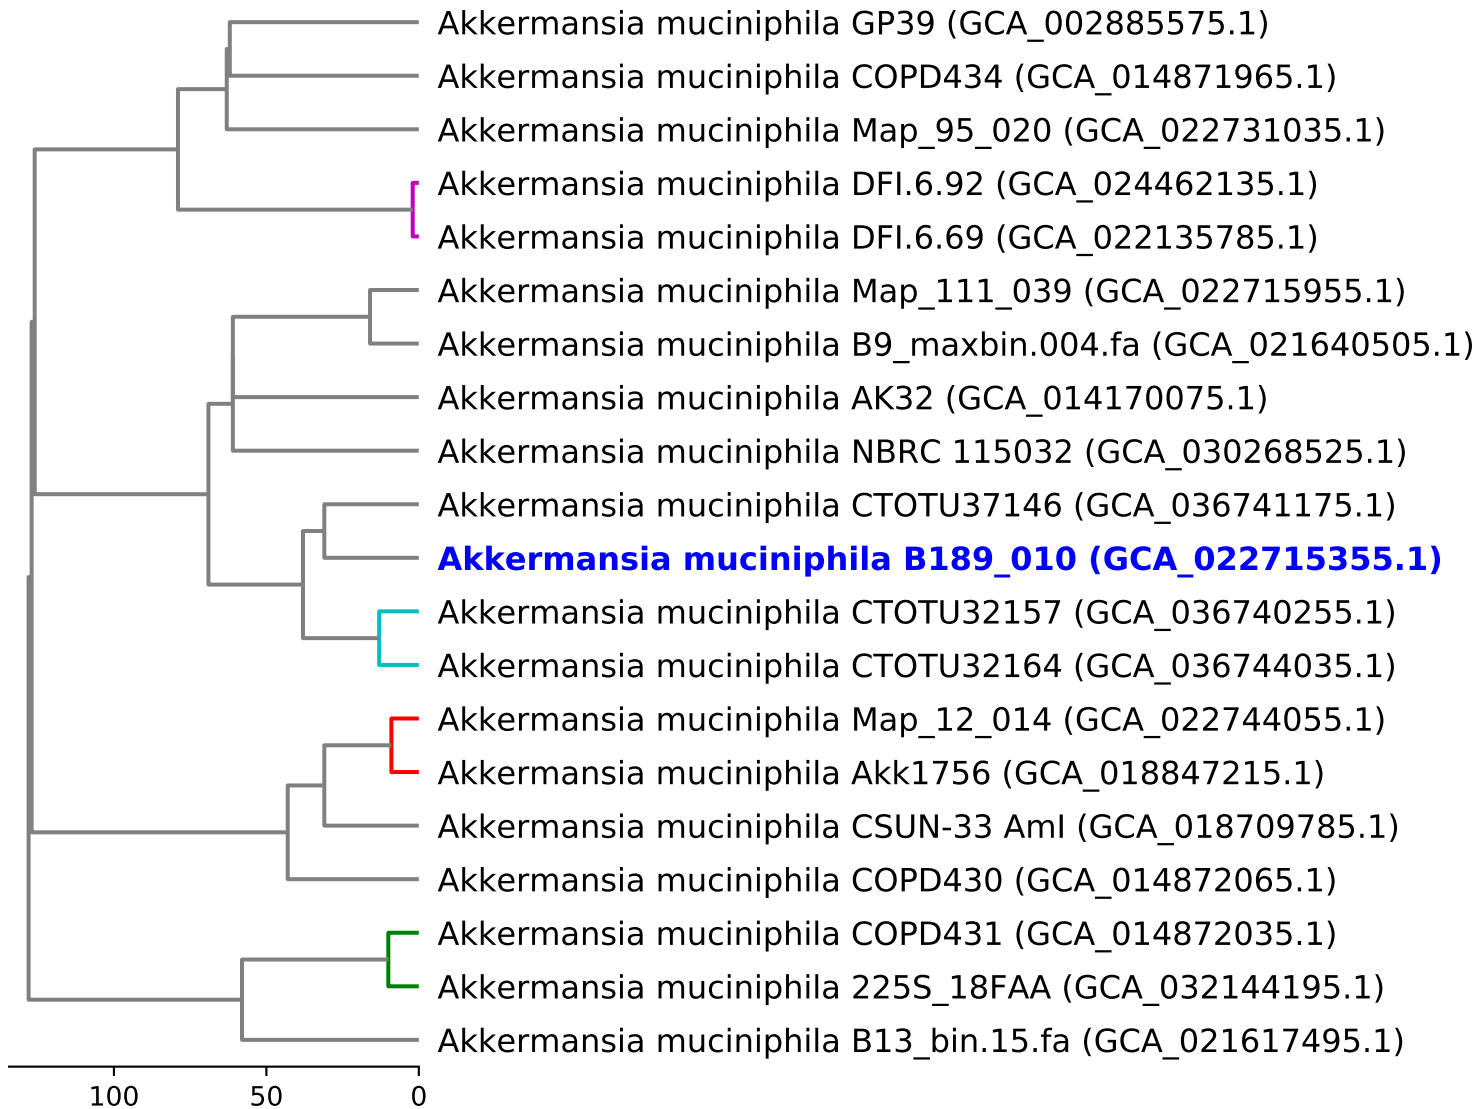 Akkermansia muciniphila GP39 (GCA_002885575.1)
Akkermansia muciniphila COPD434 (GCA_014871965.1)
Akkermansia muciniphila Map_95_020 (GCA_022731035.1)
Akkermansia muciniphila DFI.6.92 (GCA_024462135.1)
Akkermansia muciniphila DFI.6.69 (GCA_022135785.1)
Akkermansia muciniphila Map_111_039 (GCA_022715955.1)
Akkermansia muciniphila B9_maxbin.004.fa (GCA_021640505.1)
Akkermansia muciniphila AK32 (GCA_014170075.1)
Akkermansia muciniphila NBRC 115032 (GCA_030268525.1)
Akkermansia muciniphila CTOTU37146 (GCA_036741175.1)
Akkermansia muciniphila B189_010 (GCA_022715355.1)
Akkermansia muciniphila CTOTU32157 (GCA_036740255.1)
Akkermansia muciniphila CTOTU32164 (GCA_036744035.1)
Akkermansia muciniphila Map_12_014 (GCA_022744055.1)
Akkermansia muciniphila Akk1756 (GCA_018847215.1)
Akkermansia muciniphila CSUN-33 AmI (GCA_018709785.1)
Akkermansia muciniphila COPD430 (GCA_014872065.1)
Akkermansia muciniphila COPD431 (GCA_014872035.1)
Akkermansia muciniphila 225S_18FAA (GCA_032144195.1)
Akkermansia muciniphila B13_bin.15.fa (GCA_021617495.1)
100 50 0